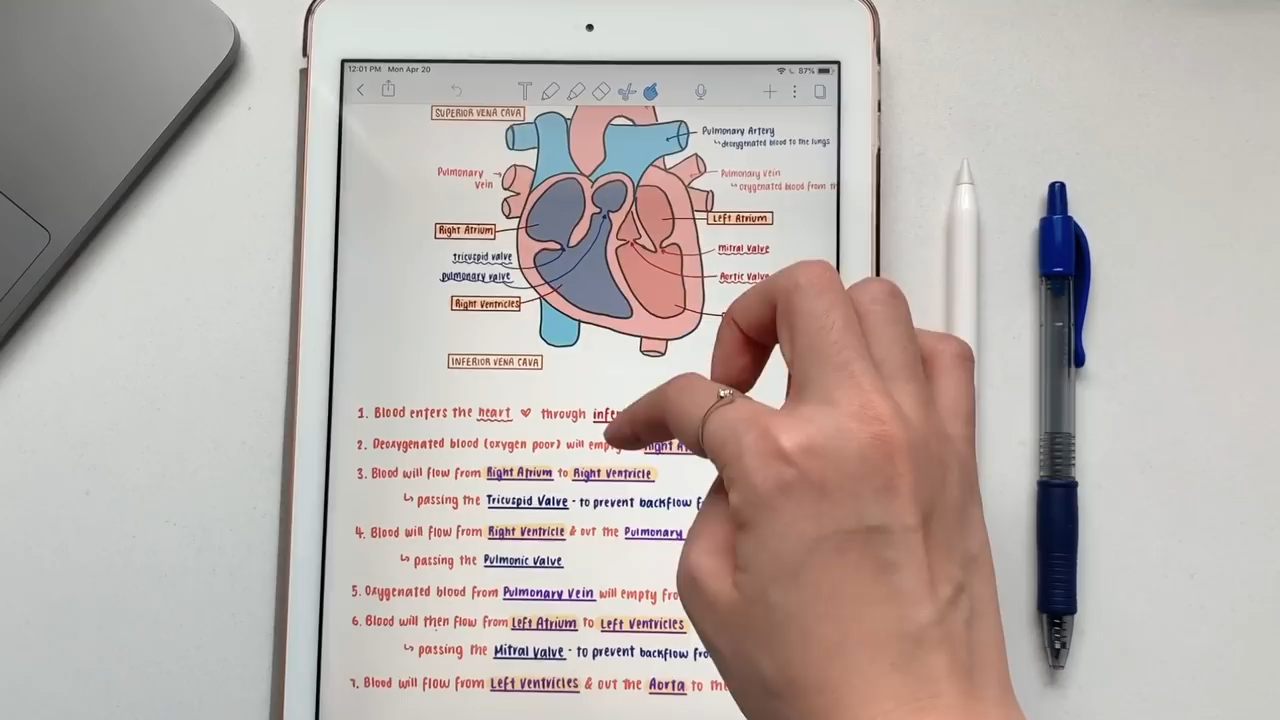 12:01 PM Mon Apr 20
87%
SUPERIOR VENA CAVA
Pulmonary Artery
↳ deoxygenated blood to the lungs
Pulmonary Vein
Pulmonary Vein
↳ oxygenated blood from th
Left Atrium
Right Atrium
tricuspid valve
mitral valve
pulmonary valve
Aortic Valve
Right Ventricles
INFERIOR VENA CAVA
1. Blood enters the heart ♡ through
2. Deoxygenated blood (oxygen poor) will
3. Blood will flow from Right Atrium to Right Ventricle
↳ passing the Tricuspid Valve - to prevent backflow
4. Blood will flow from Right Ventricle & out the Pulmonary
↳ passing the Pulmonic Valve
5. Oxygenated blood from Pulmonary Vein will empty
6. Blood will then flow from Left Atrium to Left Ventricles
↳ passing the Mitral Valve - to prevent backflow
7. Blood will flow from Left Ventricles & out the Aorta to